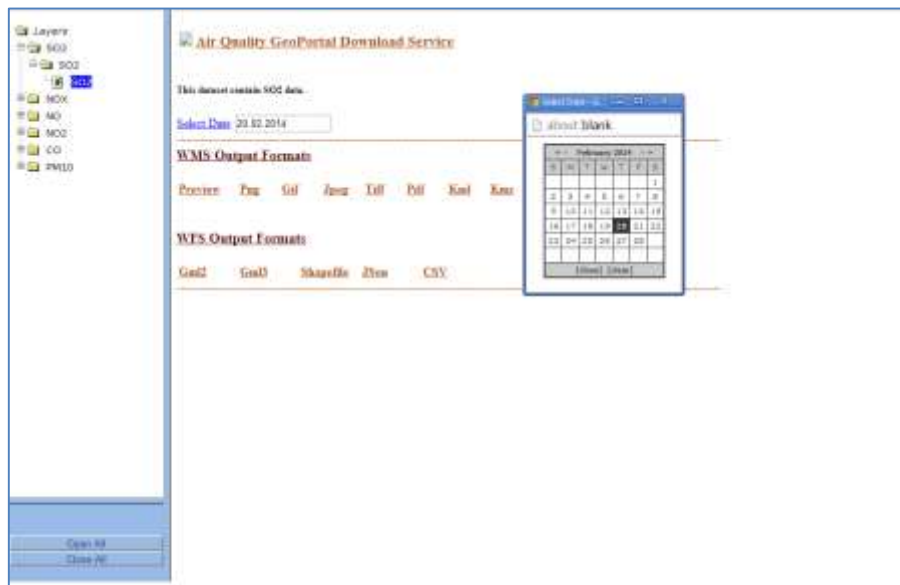 Layers
SO2
SO2
SO2
NOX
NO
NO2
CO
PM10
Open All
Close All
Air Quality GeoPortal Download Service
This dataset contain SO2 data.
Select Date 20.02.2014
WMS Output Formats
Preview Png Gif Jpeg Tiff Pdf Kml Kmz
WFS Output Formats
Gml2 Gml3 Shapefile JSon CSV
about:blank
February 2014
S M T W T F S
1
2 3 4 5 6 7 8
9 10 11 12 13 14 15
16 17 18 19 20 21 22
23 24 25 26 27 28
[Close]